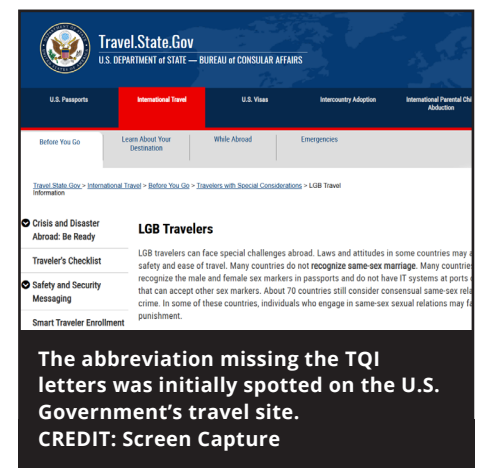 Travel.State.Gov
U.S. DEPARTMENT of STATE — BUREAU of CONSULAR AFFAIRS
U.S. Passports
International Travel
U.S. Visas
Intercountry Adoption
International Parental Chi
Abduction
Before You Go
Learn About Your
Destination
While Abroad
Emergencies
Travel.State.Gov > International Travel > Before You Go > Travelers with Special Considerations > LGB Travel
Information
Crisis and Disaster
Abroad: Be Ready
Traveler's Checklist
Safety and Security
Messaging
Smart Traveler Enrollment
LGB Travelers
LGB travelers can face special challenges abroad. Laws and attitudes in some countries may a
safety and ease of travel. Many countries do not recognize same-sex marriage. Many countrie
recognize the male and female sex markers in passports and do not have IT systems at ports
that can accept other sex markers. About 70 countries still consider consensual same-sex rela
crime. In some of these countries, individuals who engage in same-sex sexual relations may fa
punishment.
The abbreviation missing the TQI
letters was initially spotted on the U.S.
Government's travel site.
CREDIT: Screen Capture